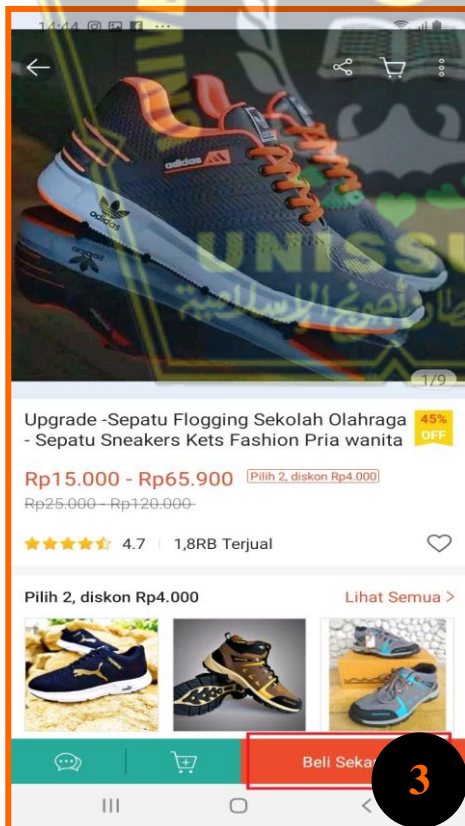 14:44
adidas
adidas
UNISSU
1/9
Upgrade -Sepatu Flogging Sekolah Olahraga
- Sepatu Sneakers Kets Fashion Pria wanita
45%
OFF
Rp15.000 - Rp65.900
Pilih 2, diskon Rp4.000
Rp25.000 - Rp120.000
4.7
1,8RB Terjual
Pilih 2, diskon Rp4.000
Lihat Semua >
Beli Sekar
3